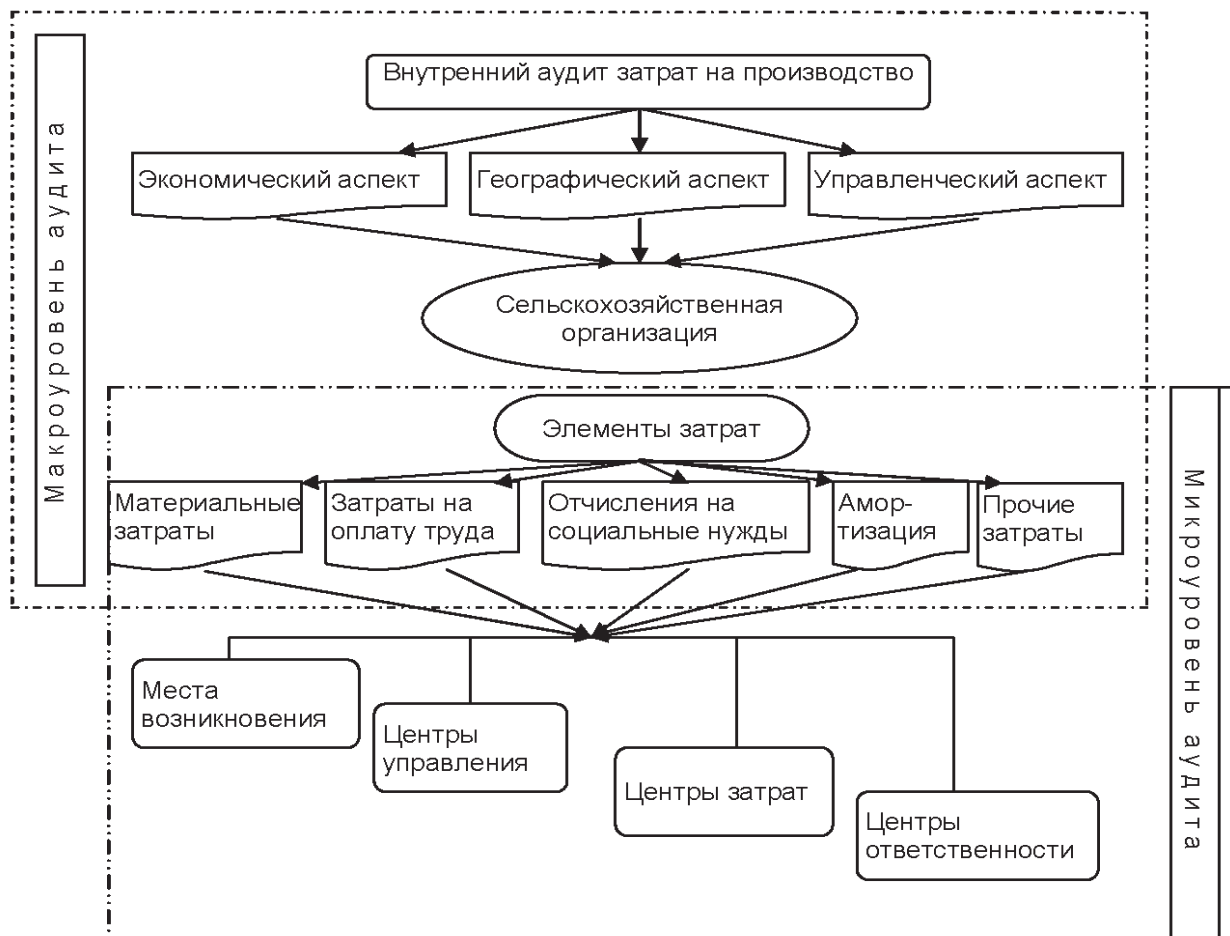 Макроуровень аудита
Внутренний аудит затрат на производство
Экономический аспект
Географический аспект
Управленческий аспект
Сельскохозяйственная
организация
Элементы затрат
Материальные
затраты
Затраты на
оплату труда
Отчисления на
социальные нужды
Амор-
тизация
Прочие
затраты
Места
возникновения
Центры
управления
Центры затрат
Центры
ответственности
Микроуровень аудита